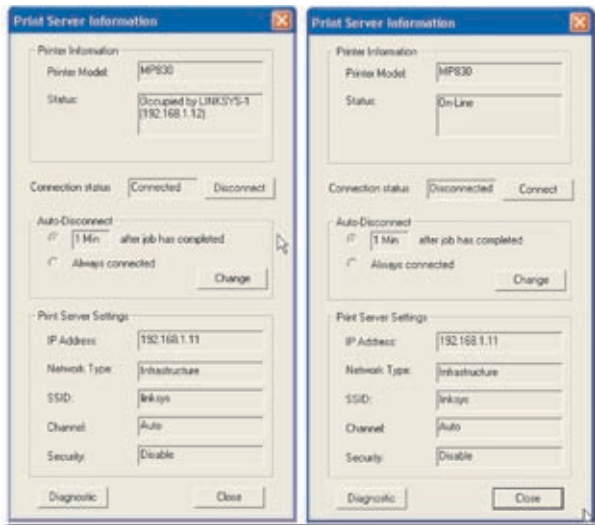 Print Server Information
Printer Information
Printer Model: MP830
Status: Occupied by LINKSYS-1
(192.168.1.12)
Connection status Connected Disconnect
Auto-Disconnect
1 Min after job has completed
Always connected
Change
Print Server Settings
IP Address: 192.168.1.11
Network Type: Infrastructure
SSID: linksys
Channel: Auto
Security: Disable
Diagnostic Close
Print Server Information
Printer Information
Printer Model: MP830
Status: On-Line
Connection status Disconnected Connect
Auto-Disconnect
1 Min after job has completed
Always connected
Change
Print Server Settings
IP Address: 192.168.1.11
Network Type: Infrastructure
SSID: linksys
Channel: Auto
Security: Disable
Diagnostic Close